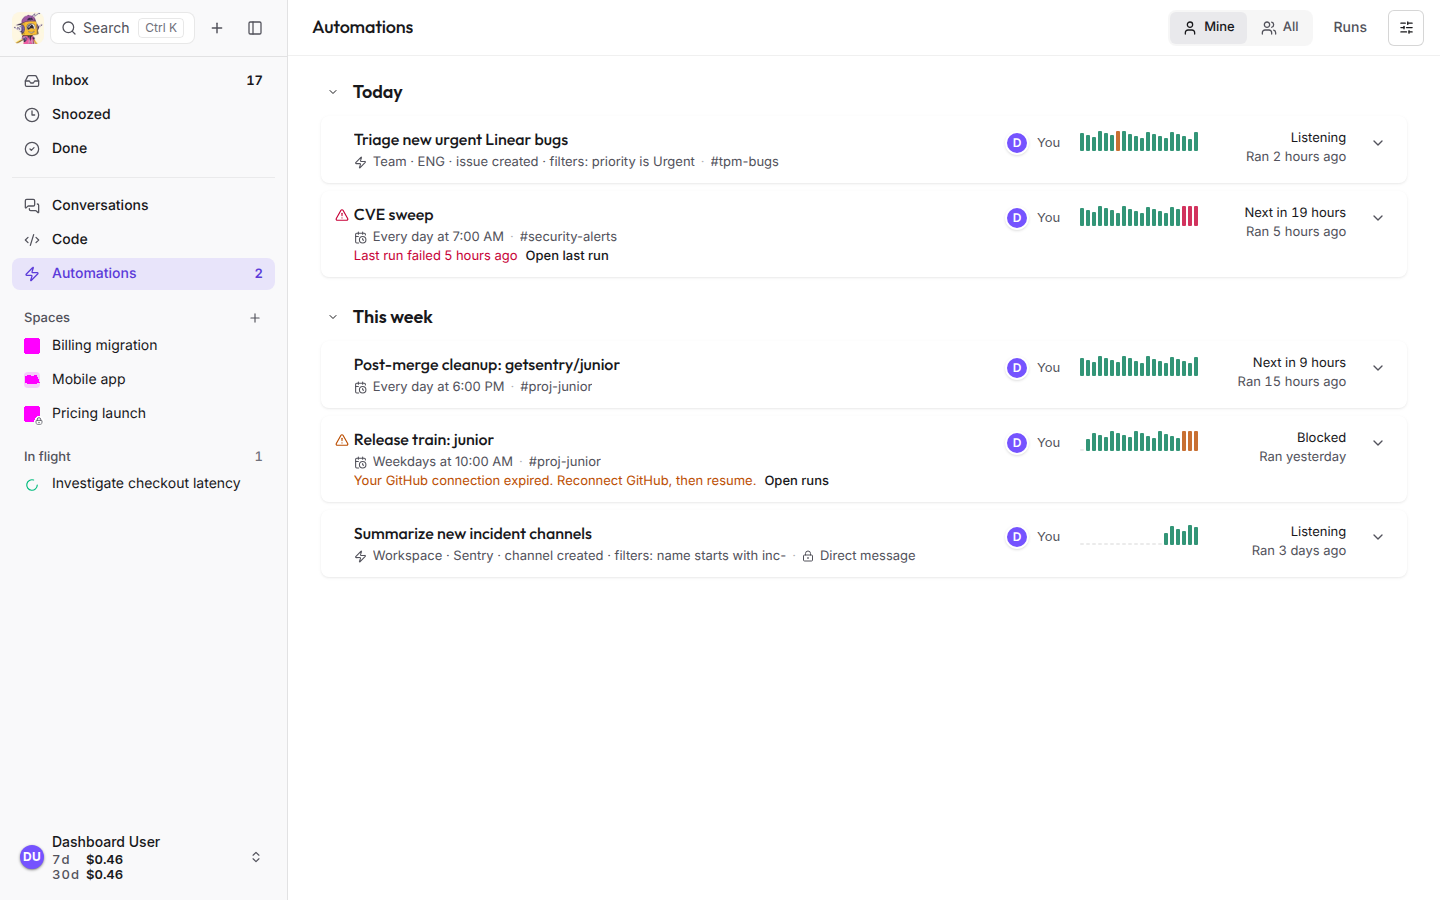 Search Ctrl K
Inbox 17
Snoozed
Done
Conversations
Code
Automations 2
Spaces
Billing migration
Mobile app
Pricing launch
In flight 1
Investigate checkout latency
DU Dashboard User
7d $0.46
30d $0.46
Automations
Mine All Runs
Today
Triage new urgent Linear bugs
Team · ENG · issue created · filters: priority is Urgent · #tpm-bugs
D You
Listening
Ran 2 hours ago
CVE sweep
Every day at 7:00 AM · #security-alerts
Last run failed 5 hours ago Open last run
D You
Next in 19 hours
Ran 5 hours ago
This week
Post-merge cleanup: getsentry/junior
Every day at 6:00 PM · #proj-junior
D You
Next in 9 hours
Ran 15 hours ago
Release train: junior
Weekdays at 10:00 AM · #proj-junior
Your GitHub connection expired. Reconnect GitHub, then resume. Open runs
D You
Blocked
Ran yesterday
Summarize new incident channels
Workspace · Sentry · channel created · filters: name starts with inc- · Direct message
D You
Listening
Ran 3 days ago